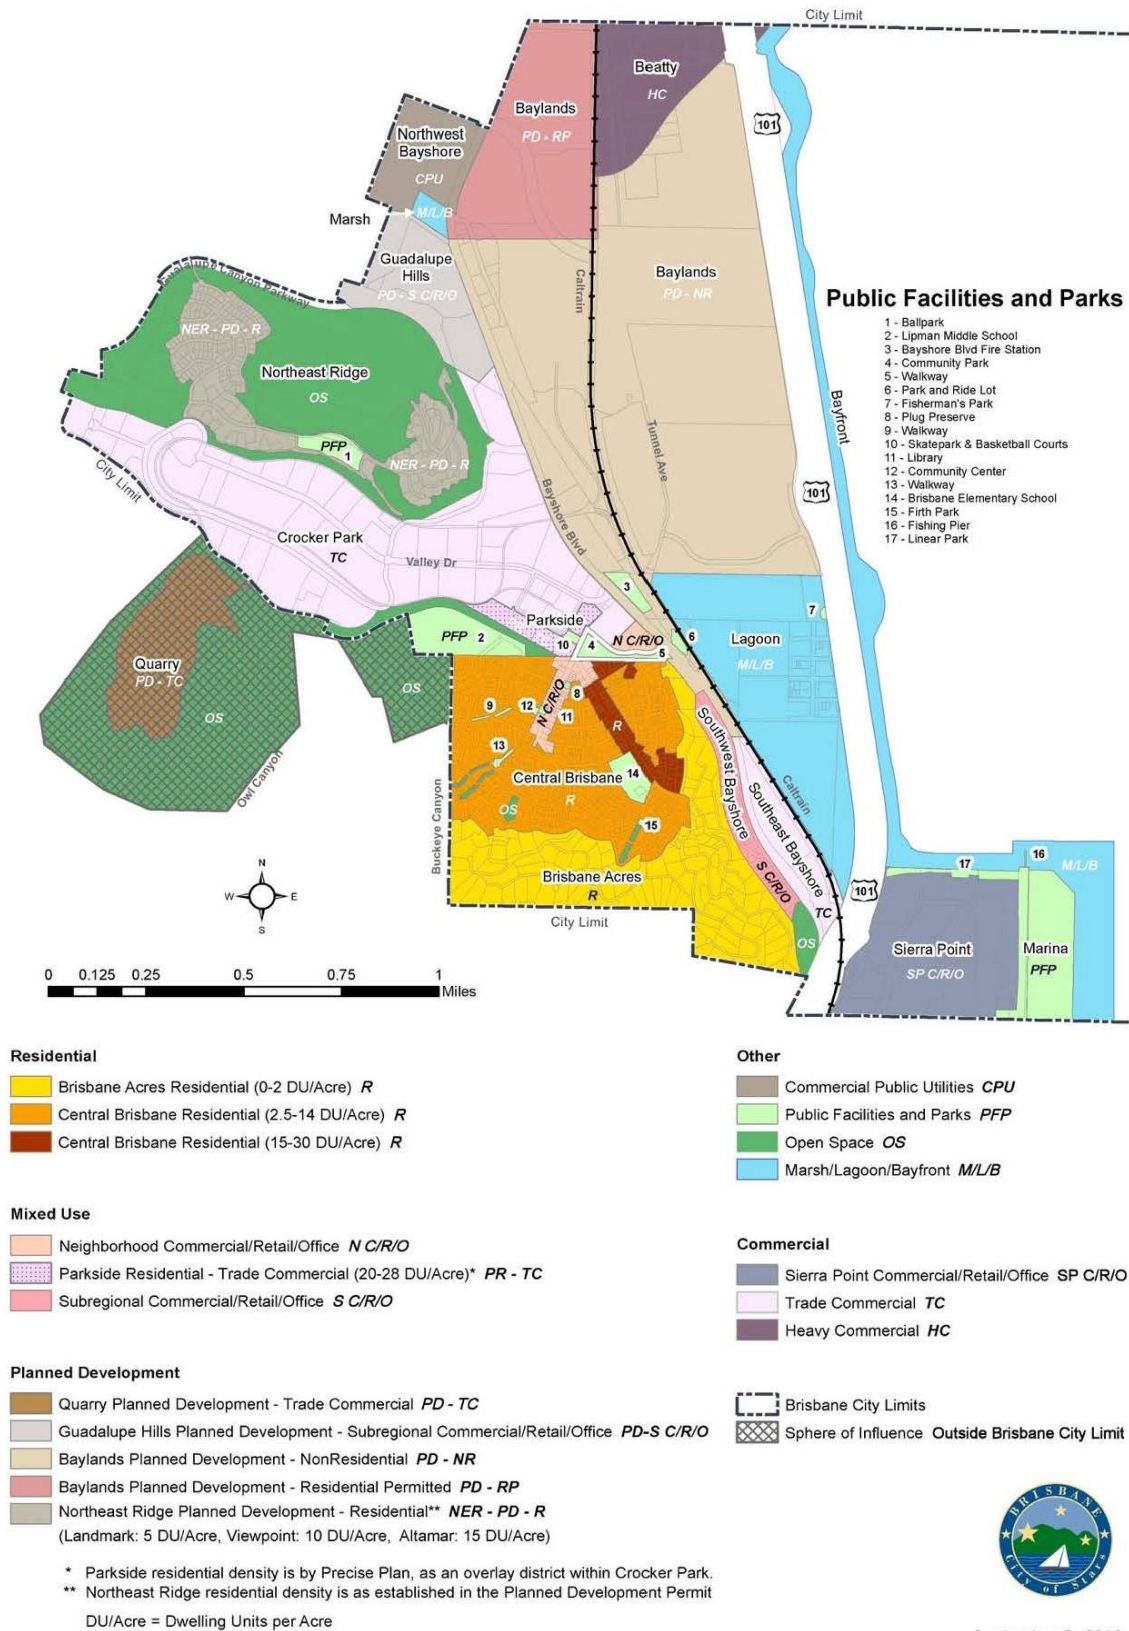 City Limit
Beatty
HC
Baylands
PD - RP
101
Northwest
Bayshore
CPU
M/L/B
Marsh
Guadalupe
Hills
PD - S C/R/O
Baylands
PD - NR
Caltrain
Guadalupe Canyon Parkway
NER - PD - R
Northeast Ridge
OS
PFP
1
NER - PD - R
Public Facilities and Parks
1 - Ballpark
2 - Lipman Middle School
3 - Bayshore Blvd Fire Station
4 - Community Park
5 - Walkway
6 - Park and Ride Lot
7 - Fisherman's Park
8 - Plug Preserve
9 - Walkway
10 - Skatepark & Basketball Courts
11 - Library
12 - Community Center
13 - Walkway
14 - Brisbane Elementary School
15 - Firth Park
16 - Fishing Pier
17 - Linear Park
Bayfront
Tunnel Ave
101
City Limit
Bayshore Blvd
Crocker Park
TC
Valley Dr
3
7
Parkside
PFP 2
10
4
N C/R/O
5
6
Lagoon
M/L/B
Quarry
PD - TC
OS
OS
9
12
N C/R/O
8
11
R
13
Central Brisbane
14
R
OS
15
Southwest Bayshore
Southeast Bayshore
Caltrain
Owl Canyon
Buckeye Canyon
Brisbane Acres
R
S C/R/O
TC
OS
101
17
16
M/L/B
City Limit
Sierra Point
SP C/R/O
Marina
PFP
N
W E
S
0 0.125 0.25 0.5 0.75 1
Miles
Residential
Brisbane Acres Residential (0-2 DU/Acre) R
Central Brisbane Residential (2.5-14 DU/Acre) R
Central Brisbane Residential (15-30 DU/Acre) R
Mixed Use
Neighborhood Commercial/Retail/Office N C/R/O
Parkside Residential - Trade Commercial (20-28 DU/Acre)* PR - TC
Subregional Commercial/Retail/Office S C/R/O
Planned Development
Quarry Planned Development - Trade Commercial PD - TC
Guadalupe Hills Planned Development - Subregional Commercial/Retail/Office PD-S C/R/O
Baylands Planned Development - NonResidential PD - NR
Baylands Planned Development - Residential Permitted PD - RP
Northeast Ridge Planned Development - Residential** NER - PD - R
(Landmark: 5 DU/Acre, Viewpoint: 10 DU/Acre, Altamar: 15 DU/Acre)
Other
Commercial Public Utilities CPU
Public Facilities and Parks PFP
Open Space OS
Marsh/Lagoon/Bayfront M/L/B
Commercial
Sierra Point Commercial/Retail/Office SP C/R/O
Trade Commercial TC
Heavy Commercial HC
Brisbane City Limits
Sphere of Influence Outside Brisbane City Limit
BRISBANE
City of Stars
* Parkside residential density is by Precise Plan, as an overlay district within Crocker Park.
** Northeast Ridge residential density is as established in the Planned Development Permit
DU/Acre = Dwelling Units per Acre